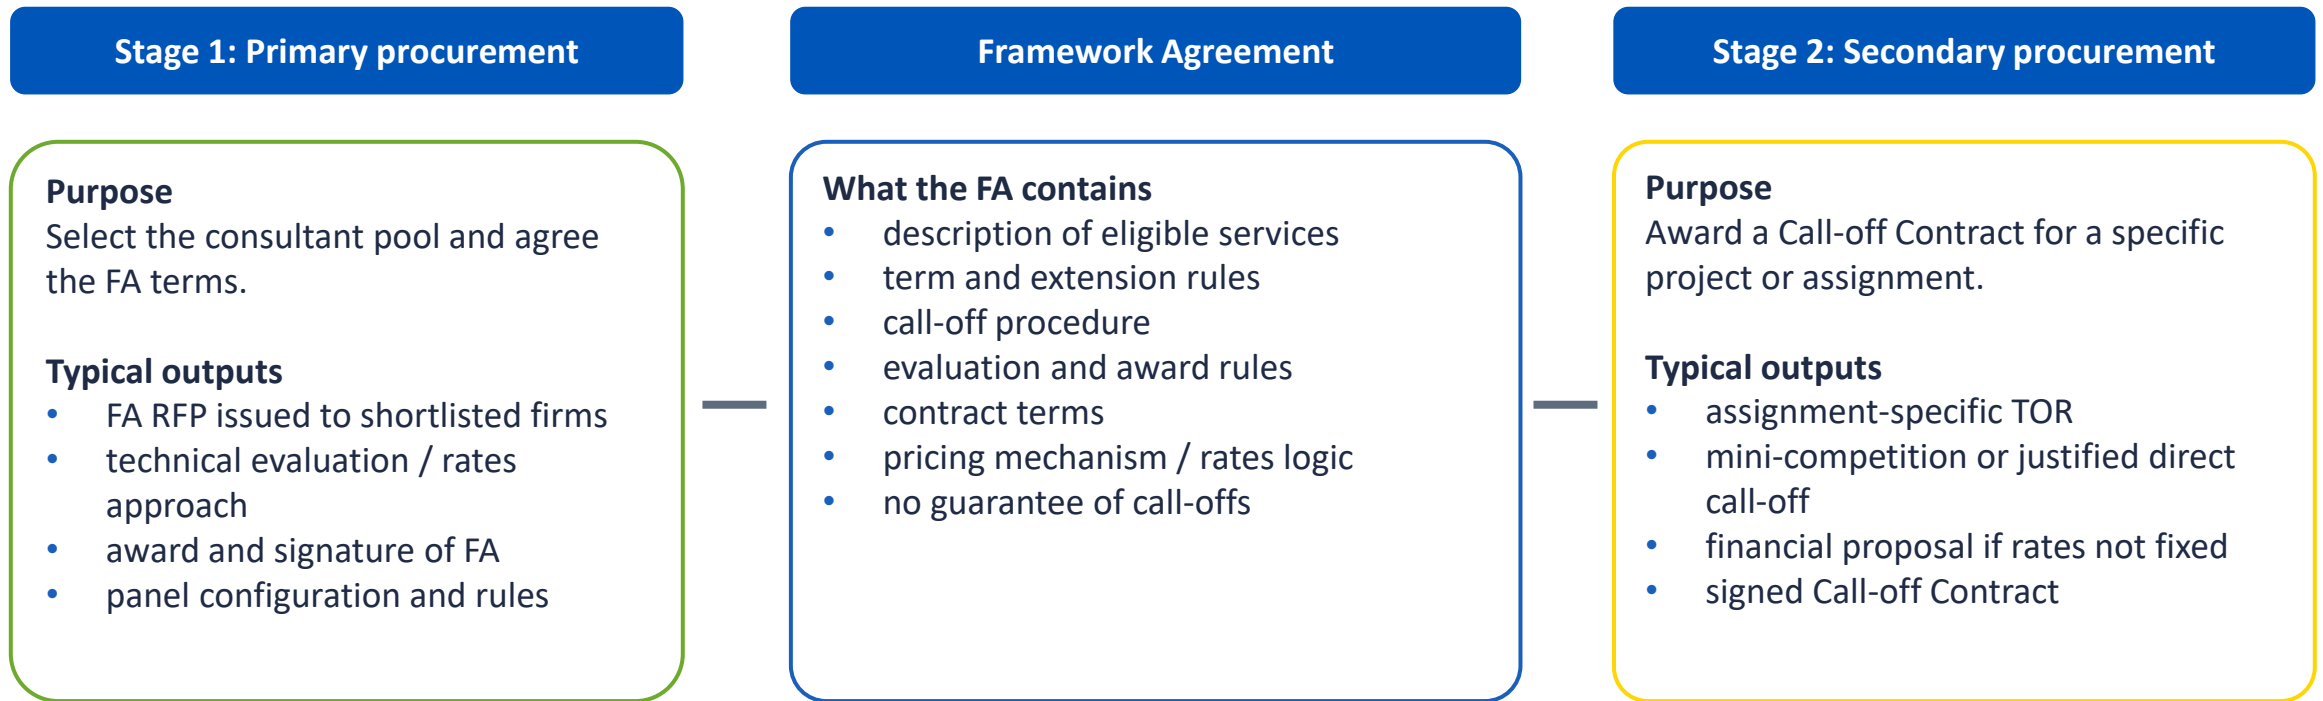 Stage 1: Primary procurement
Purpose
Select the consultant pool and agree
the FA terms.
Typical outputs
• FA RFP issued to shortlisted firms
• technical evaluation / rates
approach
• award and signature of FA
• panel configuration and rules
Framework Agreement
What the FA contains
• description of eligible services
• term and extension rules
• call-off procedure
• evaluation and award rules
• contract terms
• pricing mechanism / rates logic
• no guarantee of call-offs
Stage 2: Secondary procurement
Purpose
Award a Call-off Contract for a specific
project or assignment.
Typical outputs
• assignment-specific TOR
• mini-competition or justified direct
call-off
• financial proposal if rates not fixed
• signed Call-off Contract